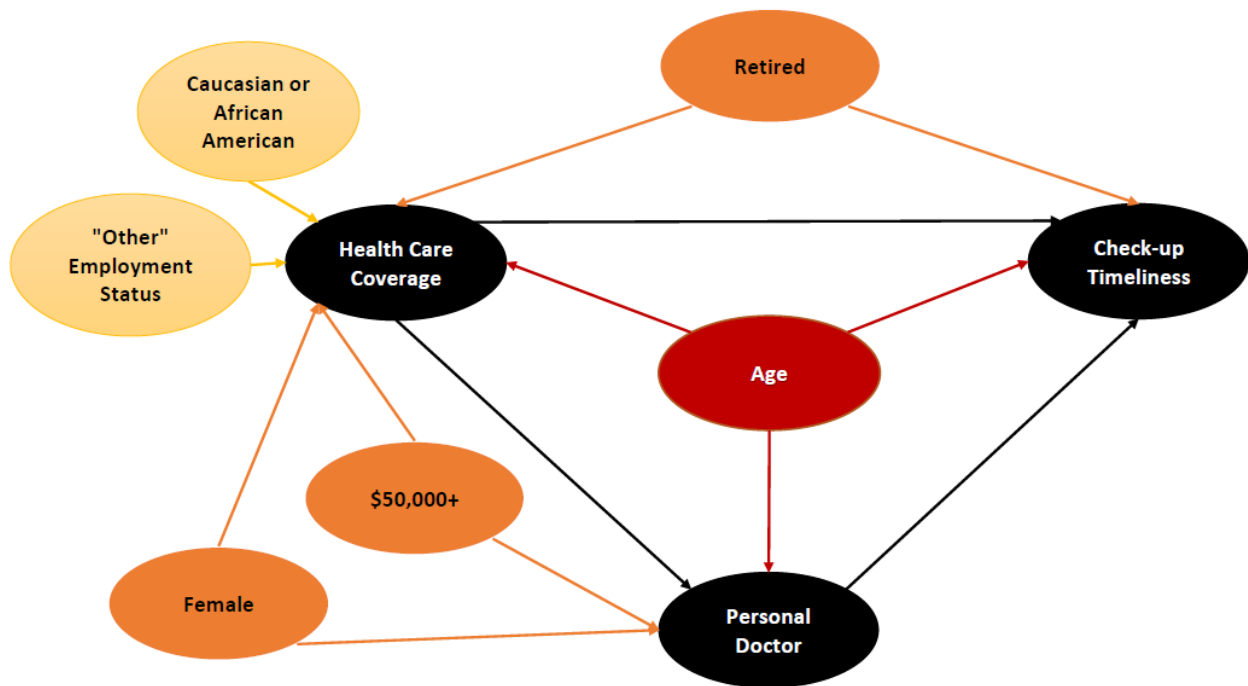 Retired
Caucasian or
African
American
"Other"
Employment
Status
Health Care
Coverage
Check-up
Timeliness
Age
$50,000+
Female
Personal
Doctor